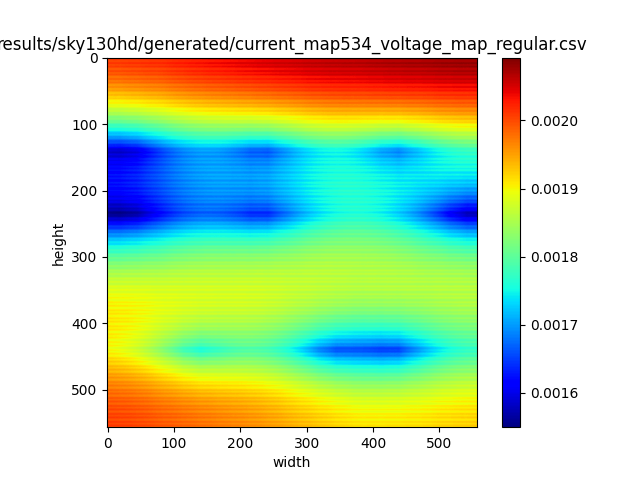 results/sky130hd/generated/current_map534_voltage_map_regular.csv
0
100
200
300
400
500
height
0 100 200 300 400 500
width
0.0020
0.0019
0.0018
0.0017
0.0016